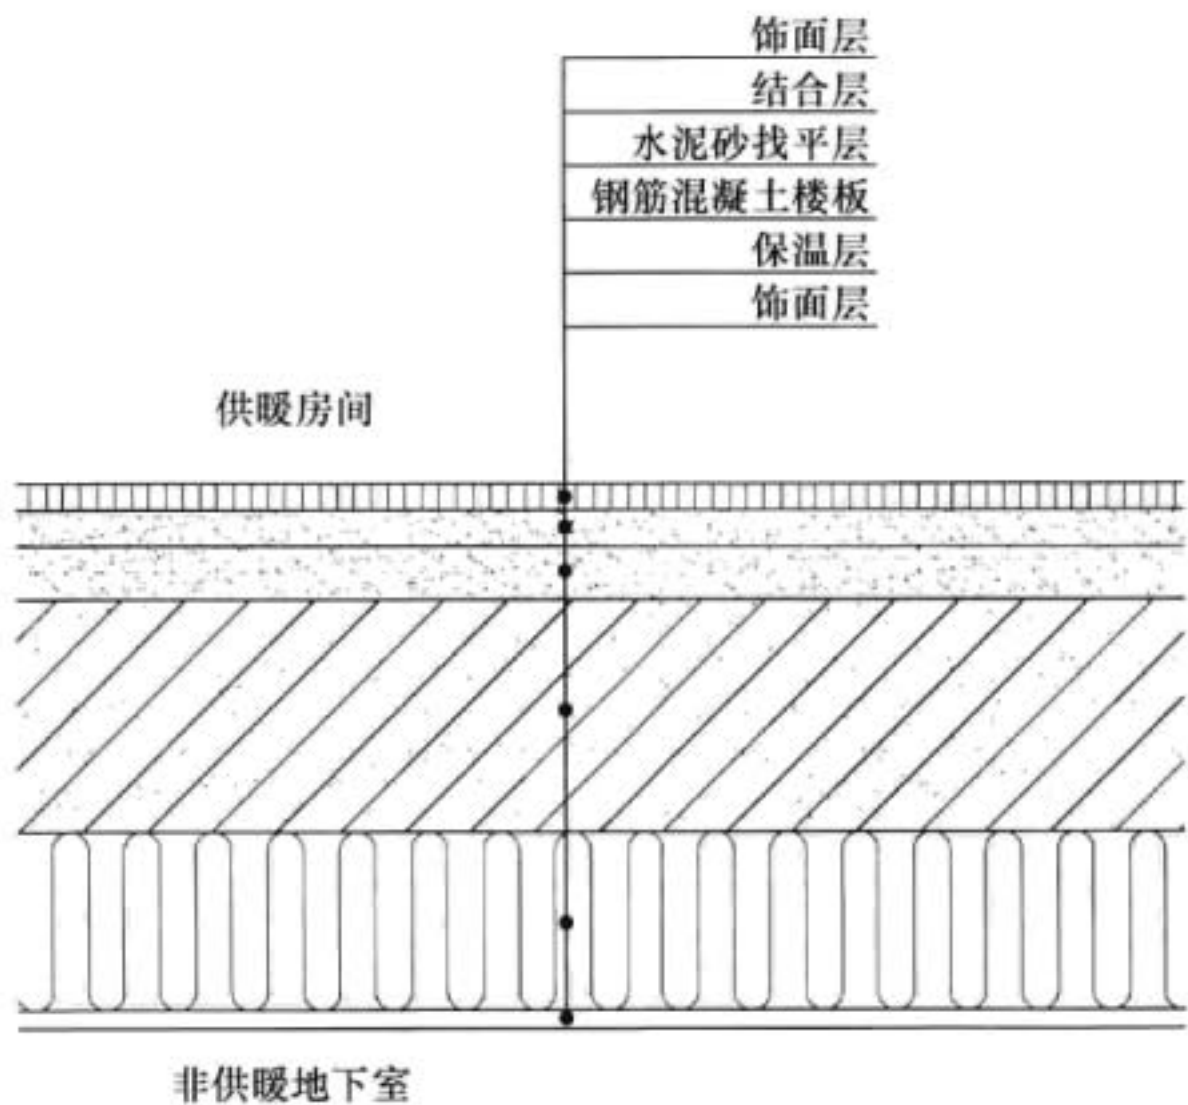 饰面层
结合层
水泥砂找平层
钢筋混凝土楼板
保温层
饰面层
供暖房间
非供暖地下室